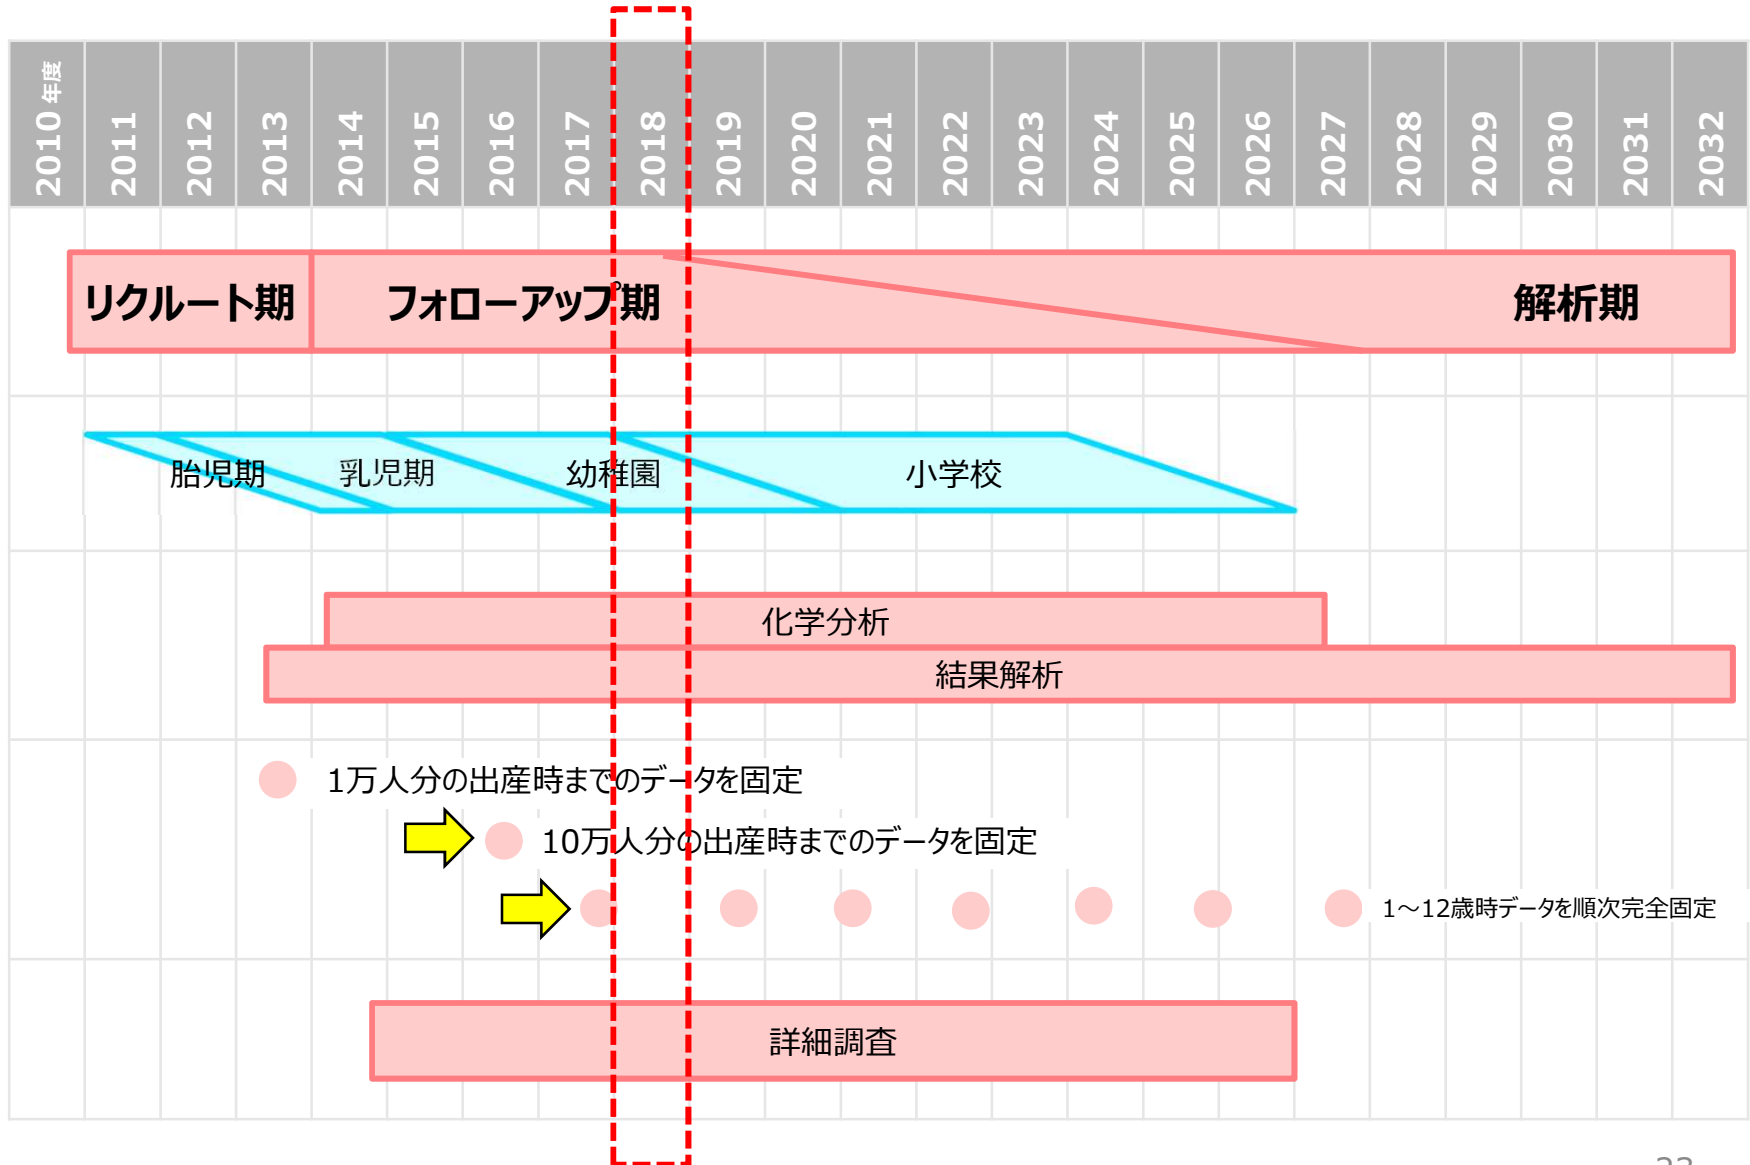 2010 年度
2011
2012
2013
2014
2015
2016
2017
2018
2019
2020
2021
2022
2023
2024
2025
2026
2027
2028
2029
2030
2031
2032
リクルート期
フォローアップ期
解析期
胎児期
乳児期
幼稚園
小学校
化学分析
結果解析
1万人分の出産時までのデータを固定
10万人分の出産時までのデータを固定
1～12歳時データを順次完全固定
詳細調査